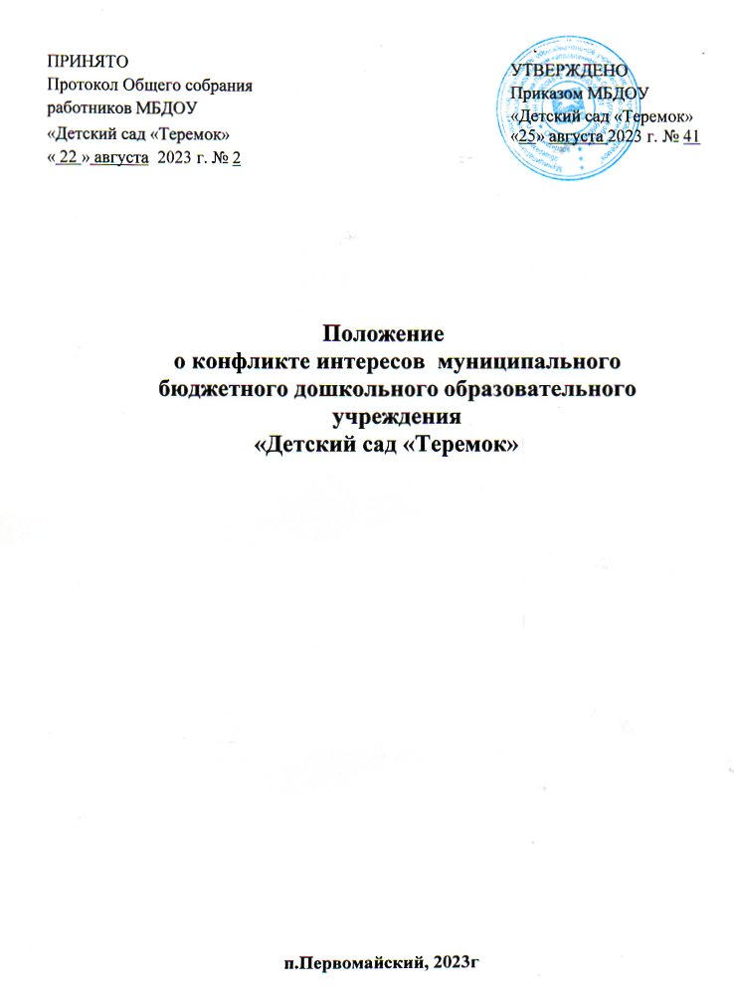 ПРИНЯТО
Протокол Общего собрания
работников МБДОУ
«Детский сад «Теремок»
« 22 » августа 2023 г. № 2
УТВЕРЖДЕНО
Приказом МБДОУ
«Детский сад «Теремок»
«25» августа 2023 г. № 41
Положение
о конфликте интересов муниципального
бюджетного дошкольного образовательного
учреждения
«Детский сад «Теремок»
п.Первомайский, 2023г